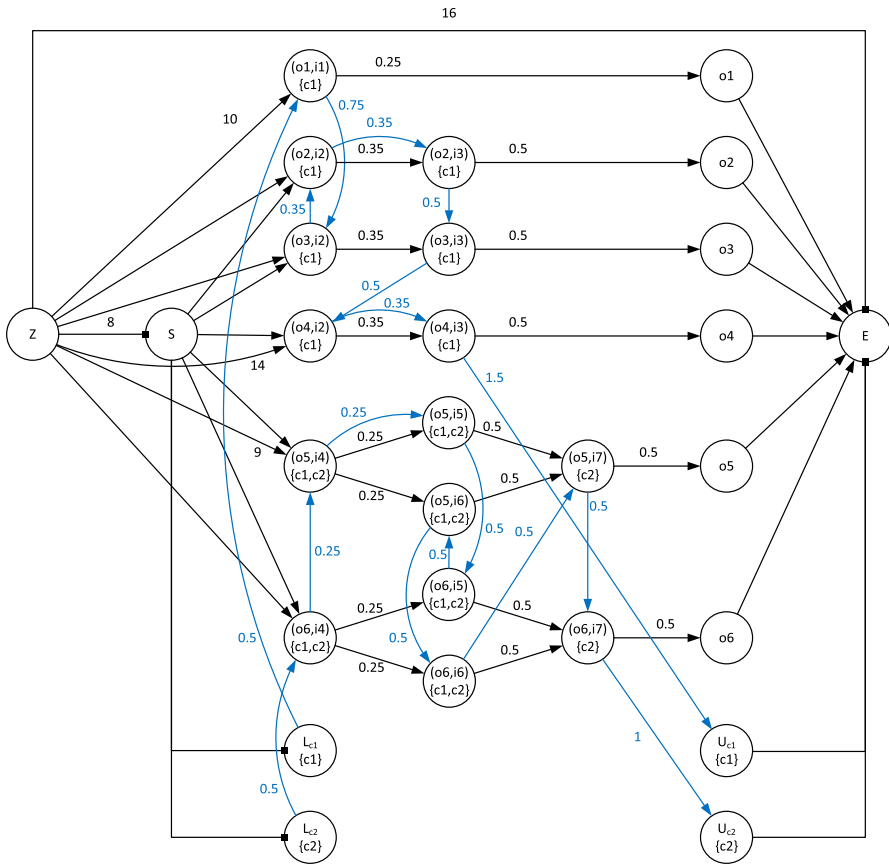 16
(o1,i1)
{c1}
0.25
o1
0.75
10
0.35
(o2,i2)
{c1}
0.35
(o2,i3)
{c1}
0.5
o2
0.35
0.5
(o3,i2)
{c1}
0.35
(o3,i3)
{c1}
0.5
o3
0.5
0.35
8
Z
S
(o4,i2)
{c1}
0.35
(o4,i3)
{c1}
0.5
o4
E
14
1.5
0.25
(o5,i5)
{c1,c2}
0.25
0.5
9
(o5,i4)
{c1,c2}
0.5
(o5,i7)
{c2}
0.5
o5
0.25
(o5,i6)
{c1,c2}
0.5
0.5
0.5
0.25
0.5
(o6,i5)
{c1,c2}
0.25
0.5
(o6,i4)
{c1,c2}
0.5
0.5
(o6,i7)
{c2}
0.5
o6
0.25
(o6,i6)
{c1,c2}
0.5
Lc1
{c1}
1
Uc1
{c1}
0.5
Lc2
{c2}
Uc2
{c2}